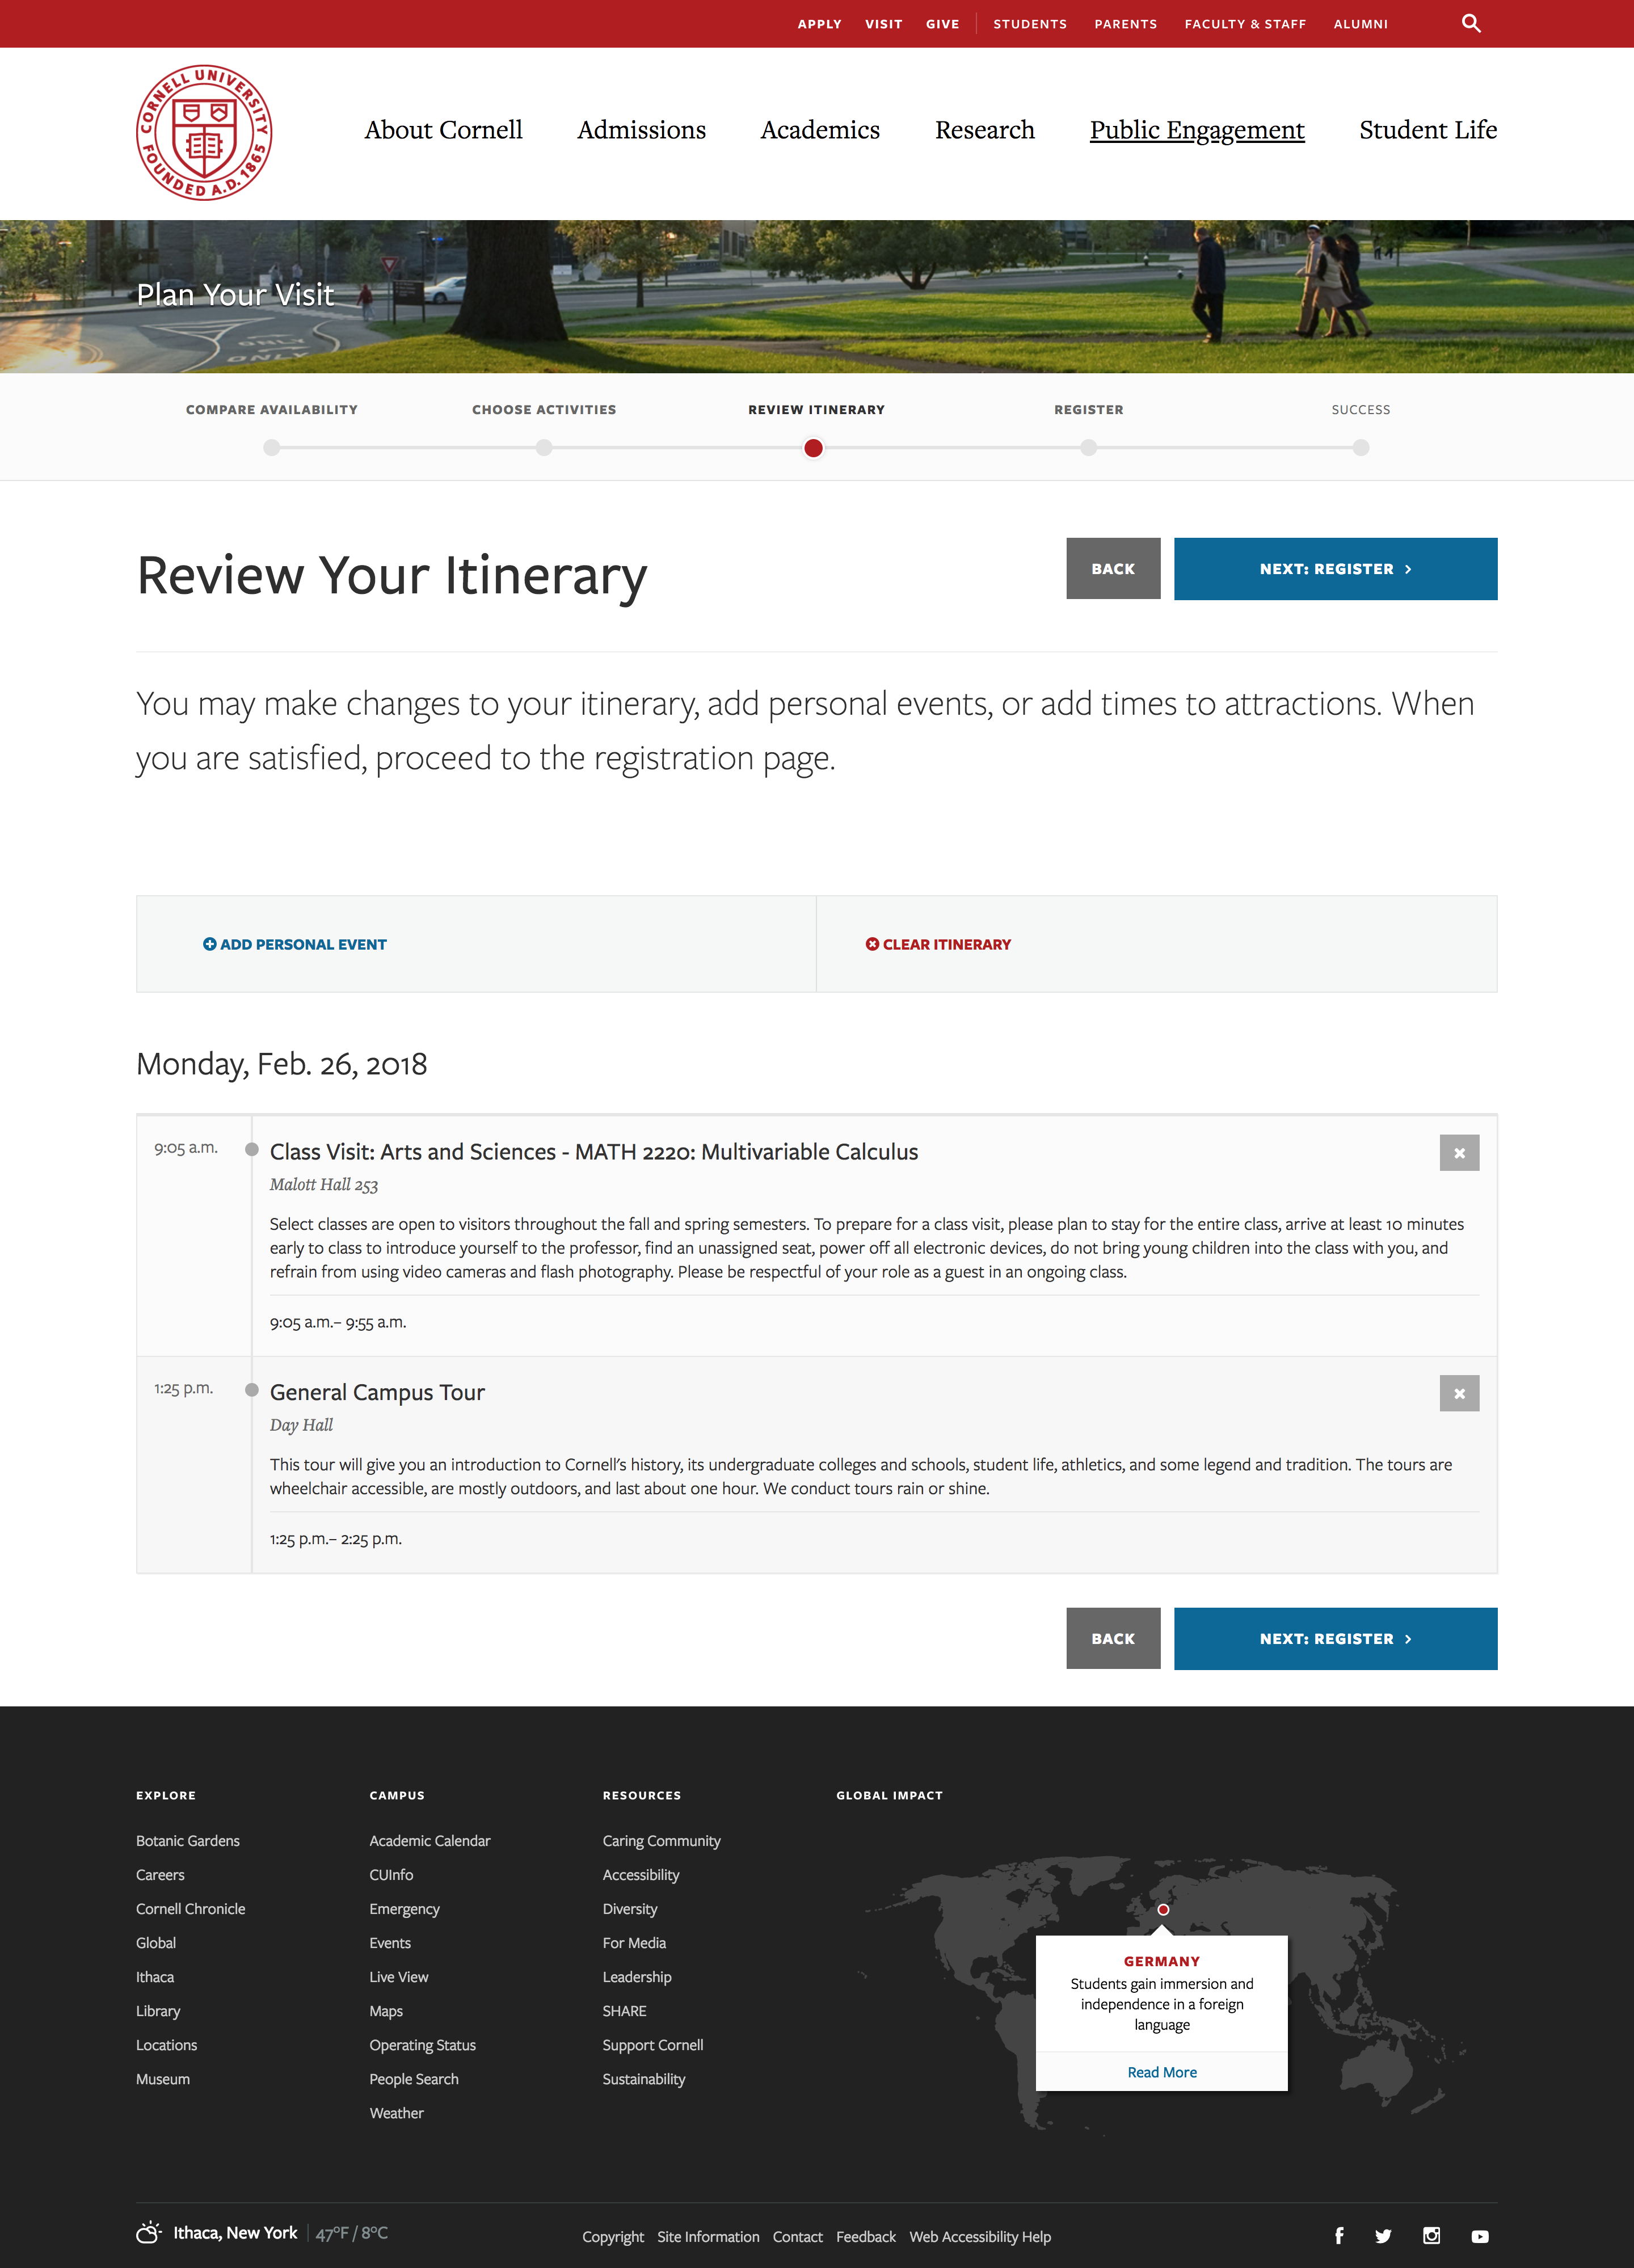 APPLY VISIT GIVE STUDENTS PARENTS FACULTY & STAFF ALUMNI
CORNELL UNIVERSITY
FOUNDED A.D. 1865
About Cornell Admissions Academics Research Public Engagement Student Life
Plan Your Visit
ONLY
ONLY
COMPARE AVAILABILITY CHOOSE ACTIVITIES REVIEW ITINERARY REGISTER SUCCESS
Review Your Itinerary
BACK NEXT: REGISTER
You may make changes to your itinerary, add personal events, or add times to attractions. When
you are satisfied, proceed to the registration page.
ADD PERSONAL EVENT CLEAR ITINERARY
Monday, Feb. 26, 2018
9:05 a.m. Class Visit: Arts and Sciences - MATH 2220: Multivariable Calculus
Malott Hall 253
Select classes are open to visitors throughout the fall and spring semesters. To prepare for a class visit, please plan to stay for the entire class, arrive at least 10 minutes
early to class to introduce yourself to the professor, find an unassigned seat, power off all electronic devices, do not bring young children into the class with you, and
refrain from using video cameras and flash photography. Please be respectful of your role as a guest in an ongoing class.
9:05 a.m.– 9:55 a.m.
1:25 p.m. General Campus Tour
Day Hall
This tour will give you an introduction to Cornell's history, its undergraduate colleges and schools, student life, athletics, and some legend and tradition. The tours are
wheelchair accessible, are mostly outdoors, and last about one hour. We conduct tours rain or shine.
1:25 p.m.– 2:25 p.m.
BACK NEXT: REGISTER
EXPLORE
Botanic Gardens
Careers
Cornell Chronicle
Global
Ithaca
Library
Locations
Museum
CAMPUS
Academic Calendar
CUInfo
Emergency
Events
Live View
Maps
Operating Status
People Search
Weather
RESOURCES
Caring Community
Accessibility
Diversity
For Media
Leadership
SHARE
Support Cornell
Sustainability
GLOBAL IMPACT
GERMANY
Students gain immersion and
independence in a foreign
language
Read More
Ithaca, New York 47°F / 8°C
Copyright Site Information Contact Feedback Web Accessibility Help